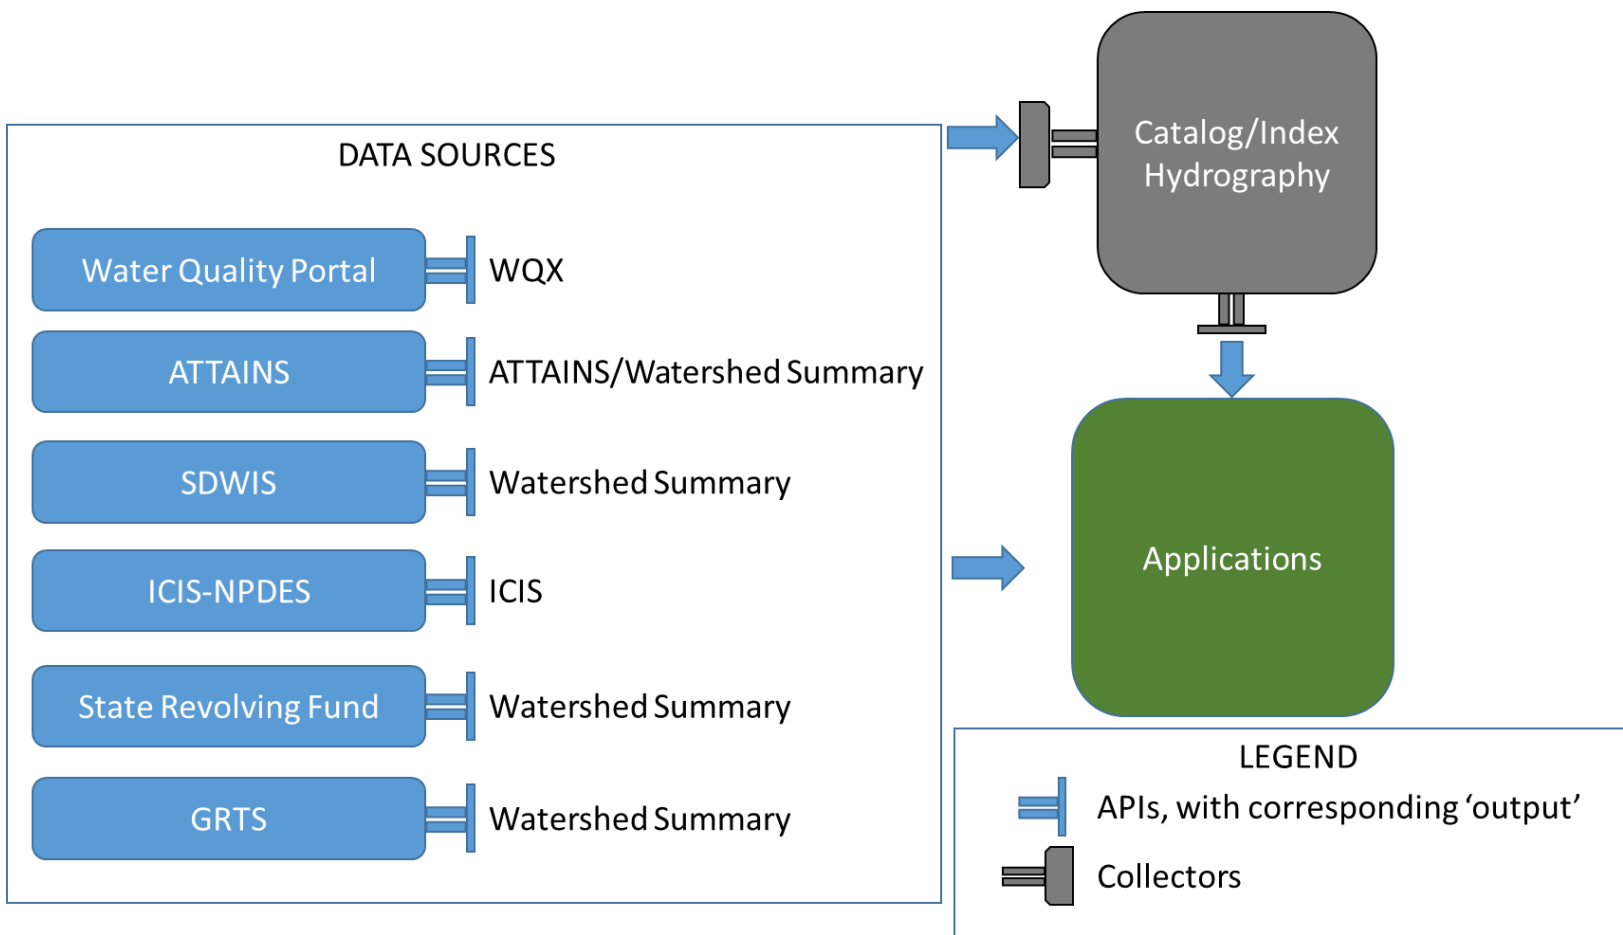 DATA SOURCES
Water Quality Portal
WQX
ATTAINS
ATTAINS/Watershed Summary
SDWIS
Watershed Summary
ICIS-NPDES
ICIS
State Revolving Fund
Watershed Summary
GRTS
Watershed Summary
Catalog/Index
Hydrography
Applications
LEGEND
APIs, with corresponding ‘output’
Collectors